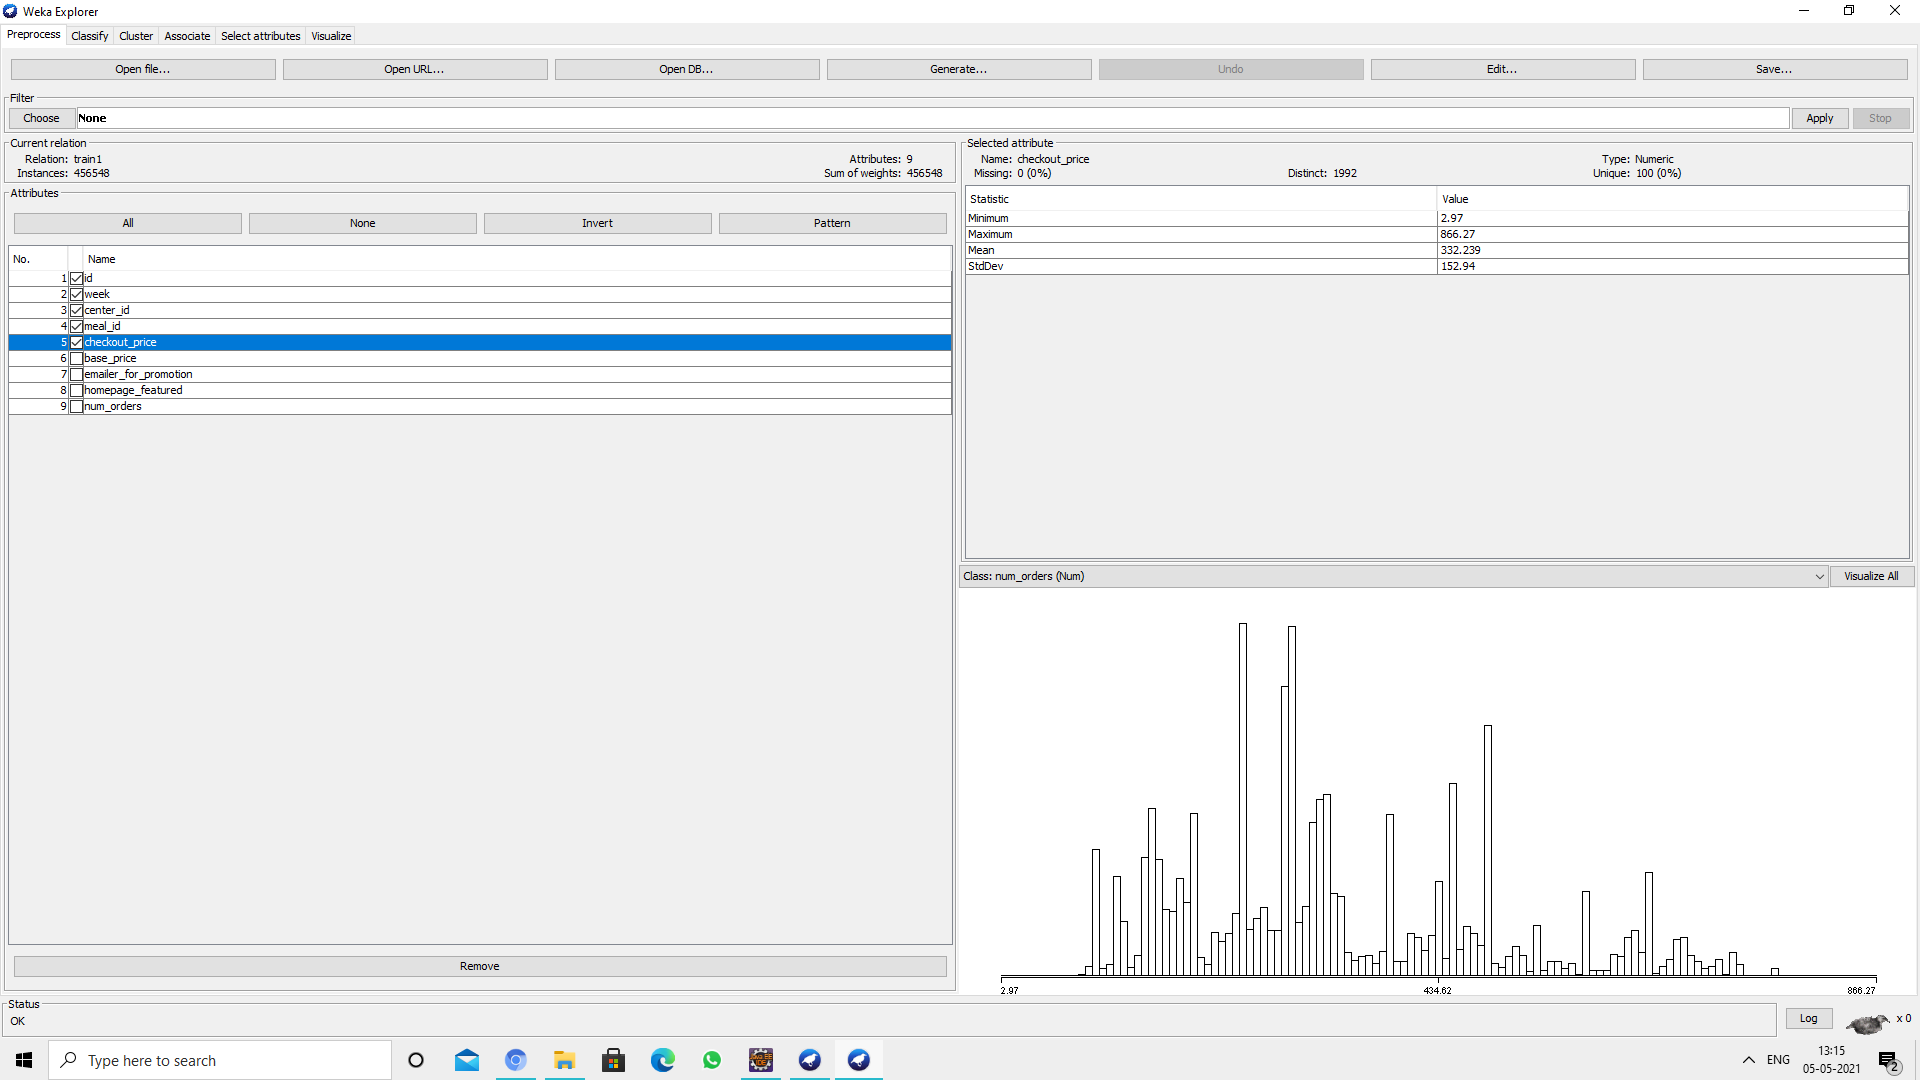 Weka Explorer
Preprocess Classify Cluster Associate Select attributes Visualize
Open file... Open URL... Open DB... Generate... Undo Edit... Save...
Filter
Choose None Apply Stop
Current relation
Relation: train1 Attributes: 9
Instances: 456548 Sum of weights: 456548
Attributes
All None Invert Pattern
No. Name
1 id
2 week
3 center_id
4 meal_id
5 checkout_price
6 base_price
7 emailer_for_promotion
8 homepage_featured
9 num_orders
Remove
Selected attribute
Name: checkout_price Type: Numeric
Missing: 0 (0%) Distinct: 1992 Unique: 100 (0%)
Statistic Value
Minimum 2.97
Maximum 866.27
Mean 332.239
StdDev 152.94
Class: num_orders (Num) Visualize All
2.97 434.62 866.27
Status
OK
Log x 0
Type here to search
ENG
13:15
05-05-2021
2